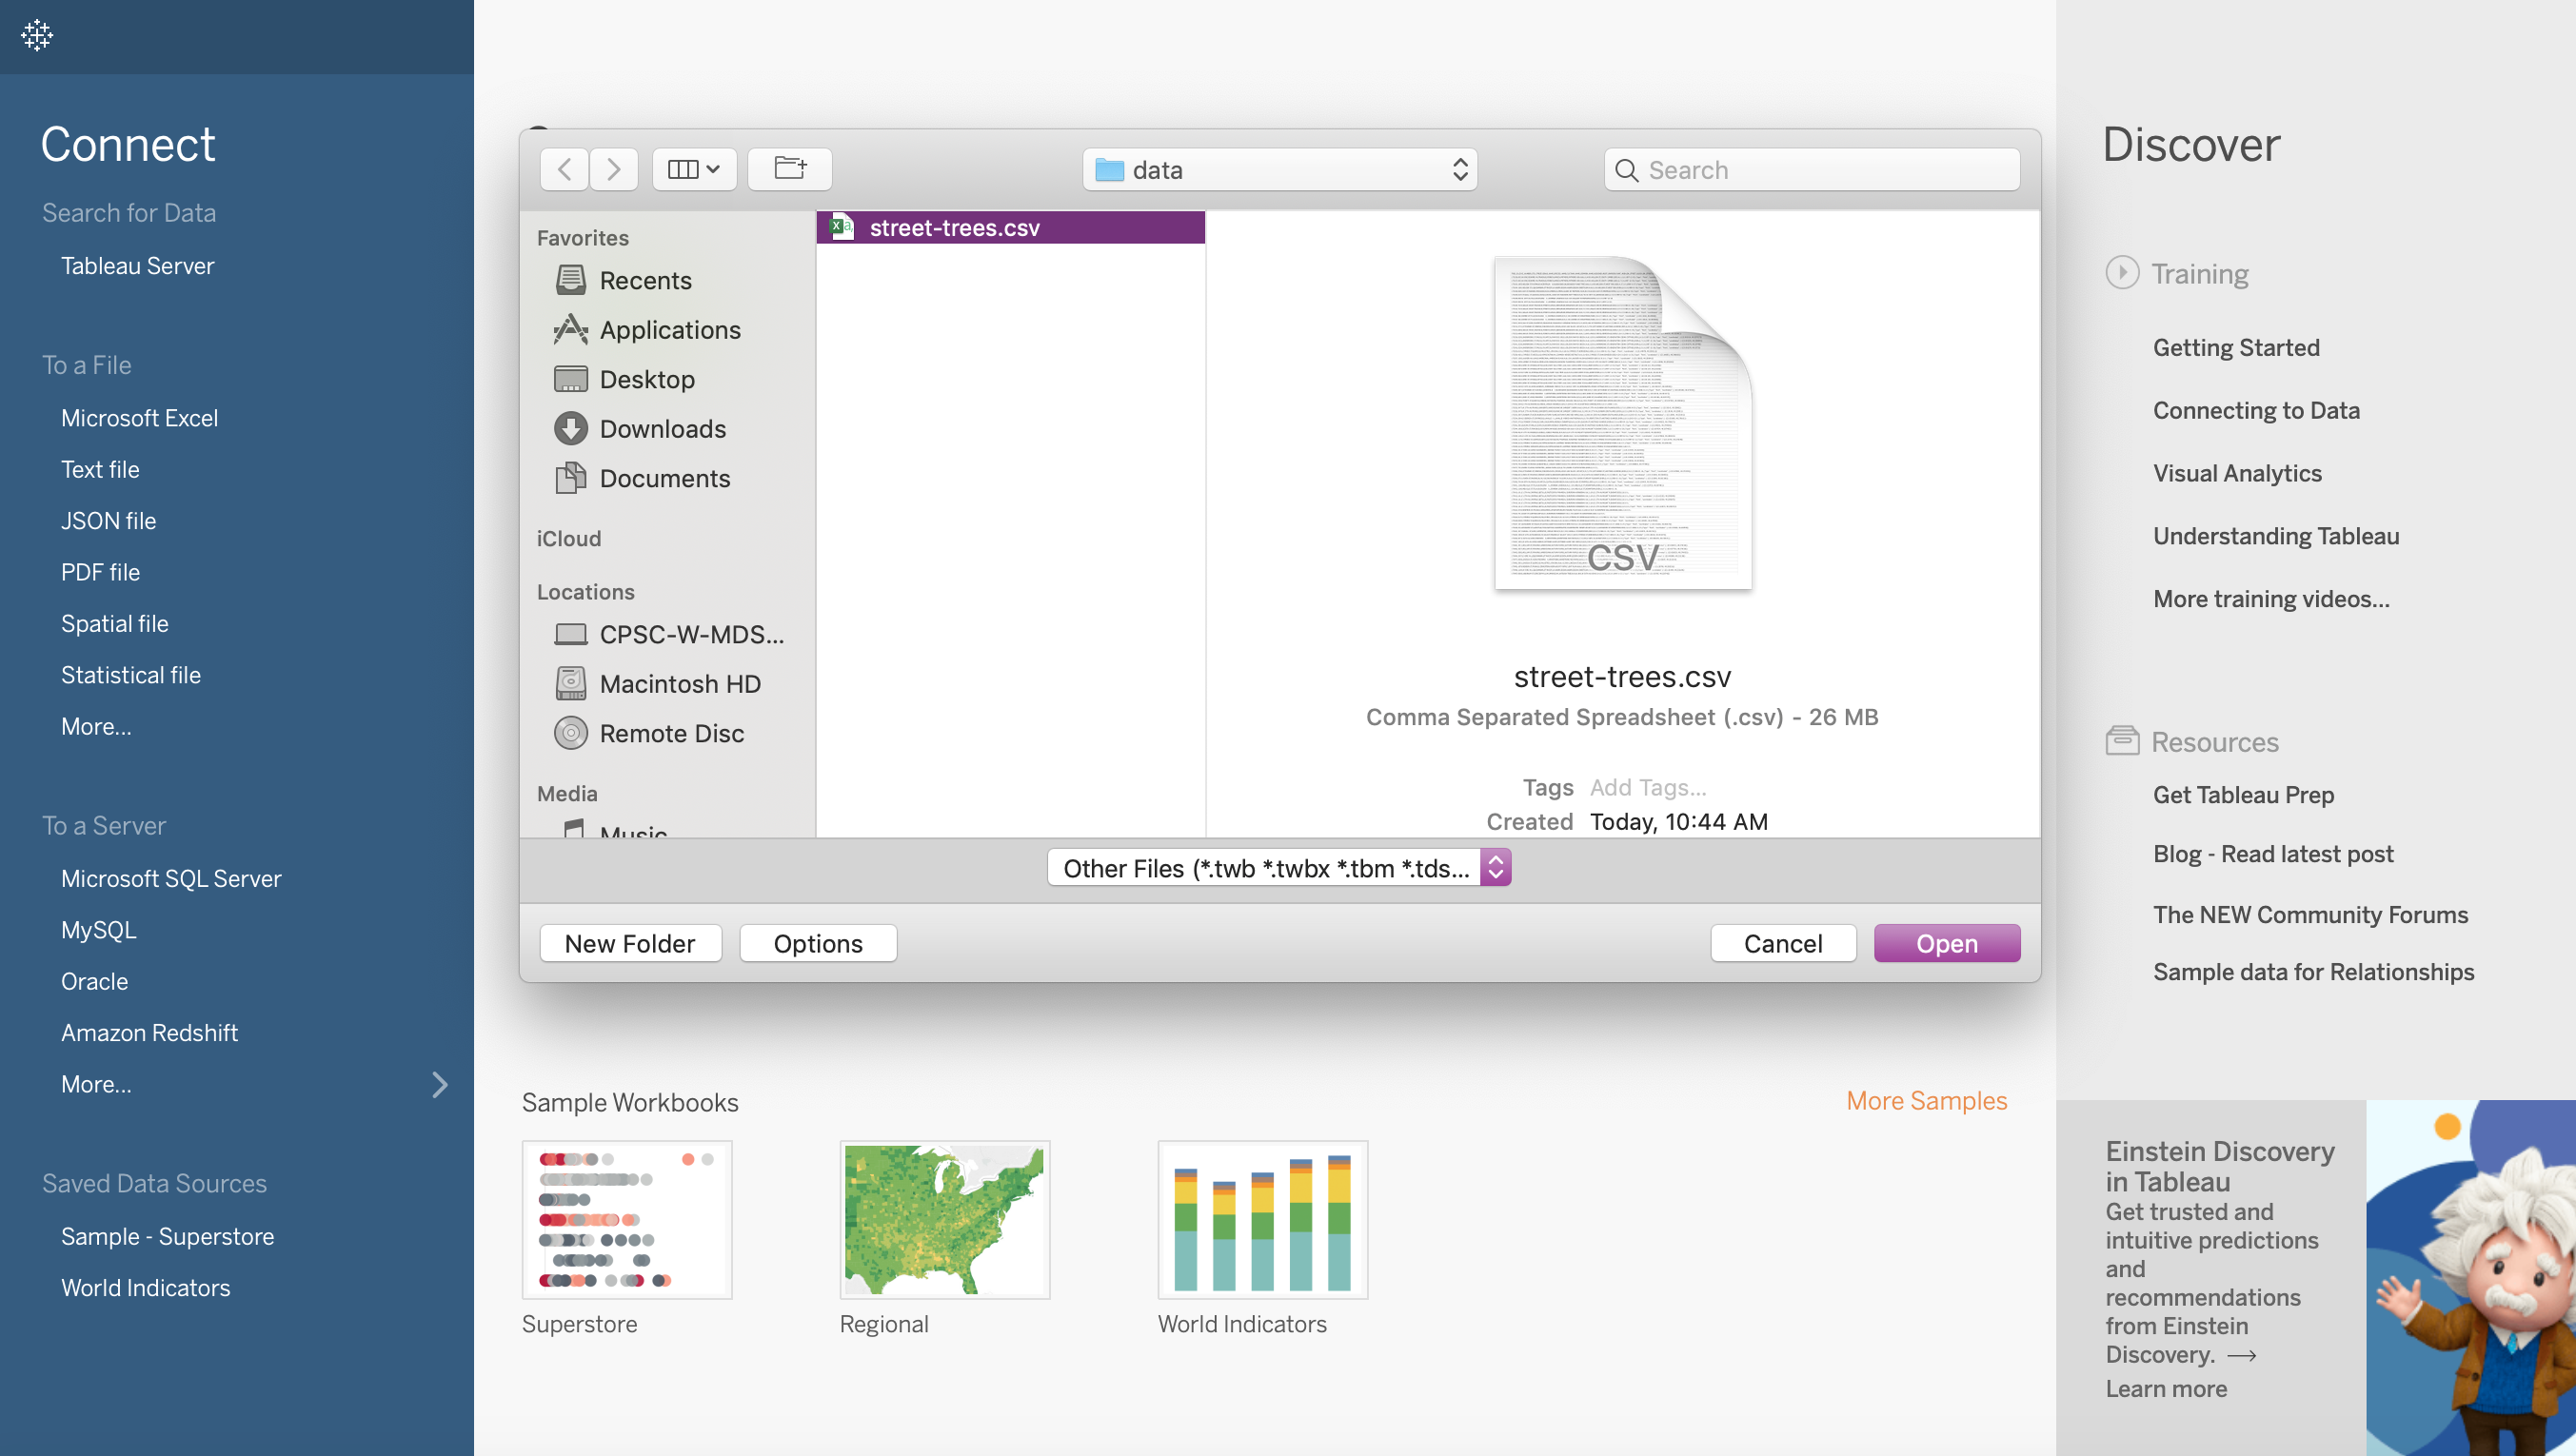 Connect
Search for Data
Tableau Server
To a File
Microsoft Excel
Text file
JSON file
PDF file
Spatial file
Statistical file
More...
To a Server
Microsoft SQL Server
MySQL
Oracle
Amazon Redshift
More...
Saved Data Sources
Sample - Superstore
World Indicators
data
Search
Favorites
Recents
Applications
Desktop
Downloads
Documents
iCloud
Locations
CPSC-W-MDS...
Macintosh HD
Remote Disc
Media
Music
street-trees.csv
CSV
street-trees.csv
Comma Separated Spreadsheet (.csv) - 26 MB
Tags Add Tags...
Created Today, 10:44 AM
Other Files (*.twb *.twbx *.tbm *.tds...
New Folder
Options
Cancel
Open
Sample Workbooks
More Samples
Superstore
Regional
World Indicators
Discover
Training
Getting Started
Connecting to Data
Visual Analytics
Understanding Tableau
More training videos...
Resources
Get Tableau Prep
Blog - Read latest post
The NEW Community Forums
Sample data for Relationships
Einstein Discovery
in Tableau
Get trusted and
intuitive predictions
and
recommendations
from Einstein
Discovery. →
Learn more